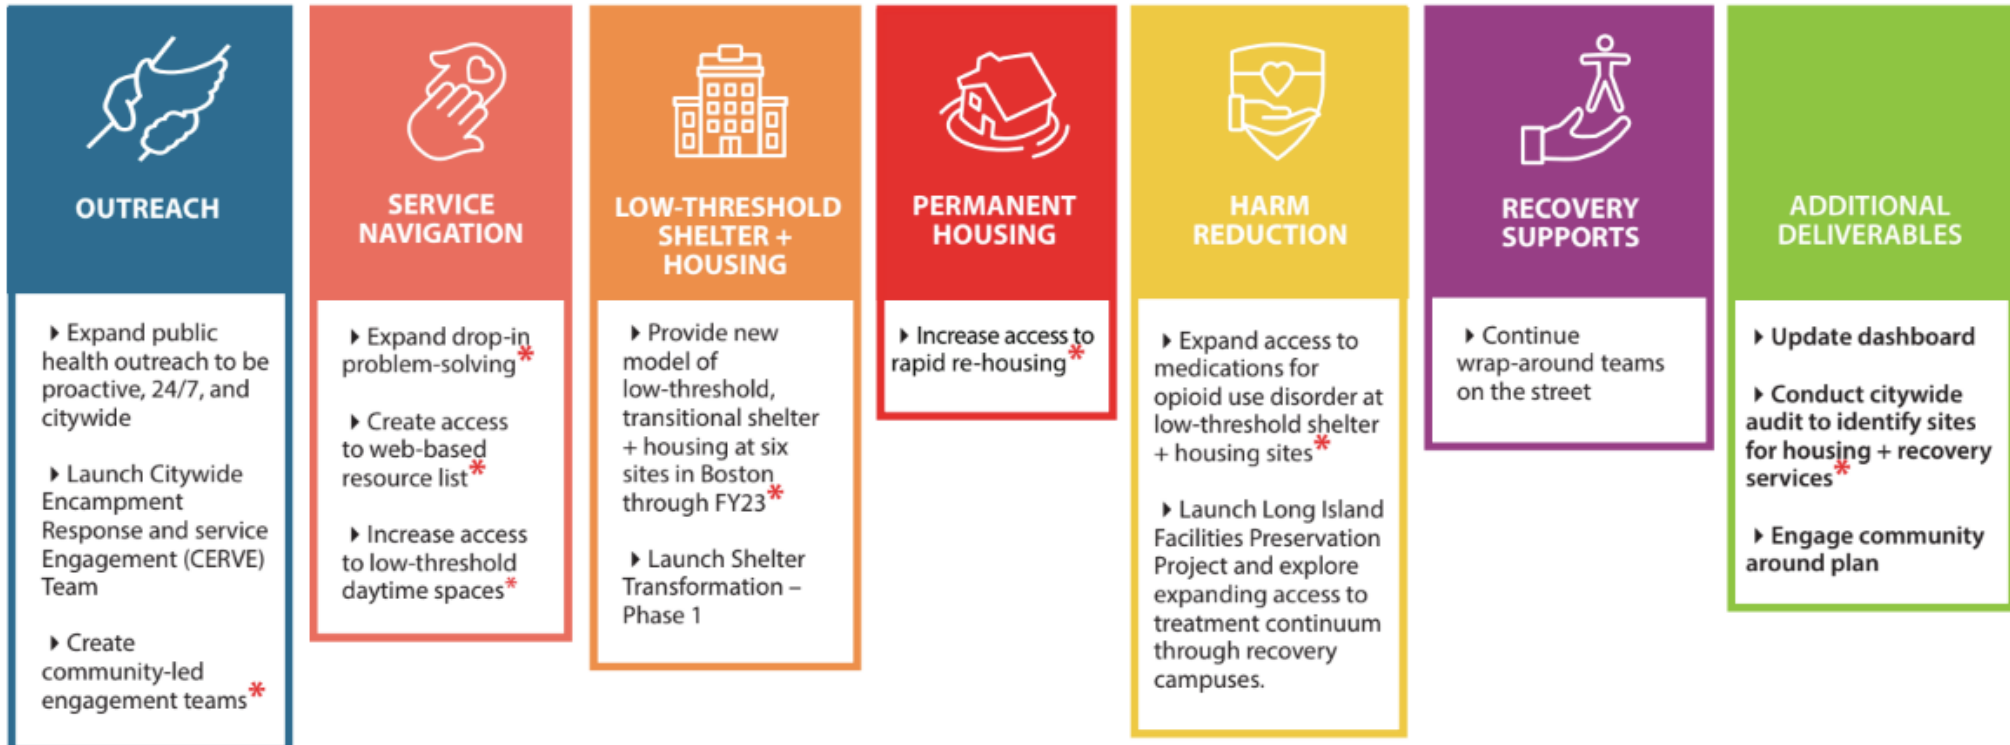 OUTREACH
▸ Expand public
health outreach to be
proactive, 24/7, and
citywide
▸ Launch Citywide
Encampment
Response and service
Engagement (CERVE)
Team
▸ Create
community-led
engagement teams*
SERVICE
NAVIGATION
▸ Expand drop-in
problem-solving*
▸ Create access
to web-based
resource list*
▸ Increase access
to low-threshold
daytime spaces*
LOW-THRESHOLD
SHELTER +
HOUSING
▸ Provide new
model of
low-threshold,
transitional shelter
+ housing at six
sites in Boston
through FY23*
▸ Launch Shelter
Transformation –
Phase 1
PERMANENT
HOUSING
▸ Increase access to
rapid re-housing*
HARM
REDUCTION
▸ Expand access to
medications for
opioid use disorder at
low-threshold shelter
+ housing sites*
▸ Launch Long Island
Facilities Preservation
Project and explore
expanding access to
treatment continuum
through recovery
campuses.
RECOVERY
SUPPORTS
▸ Continue
wrap-around teams
on the street
ADDITIONAL
DELIVERABLES
▸ Update dashboard
▸ Conduct citywide
audit to identify sites
for housing + recovery
services*
▸ Engage community
around plan